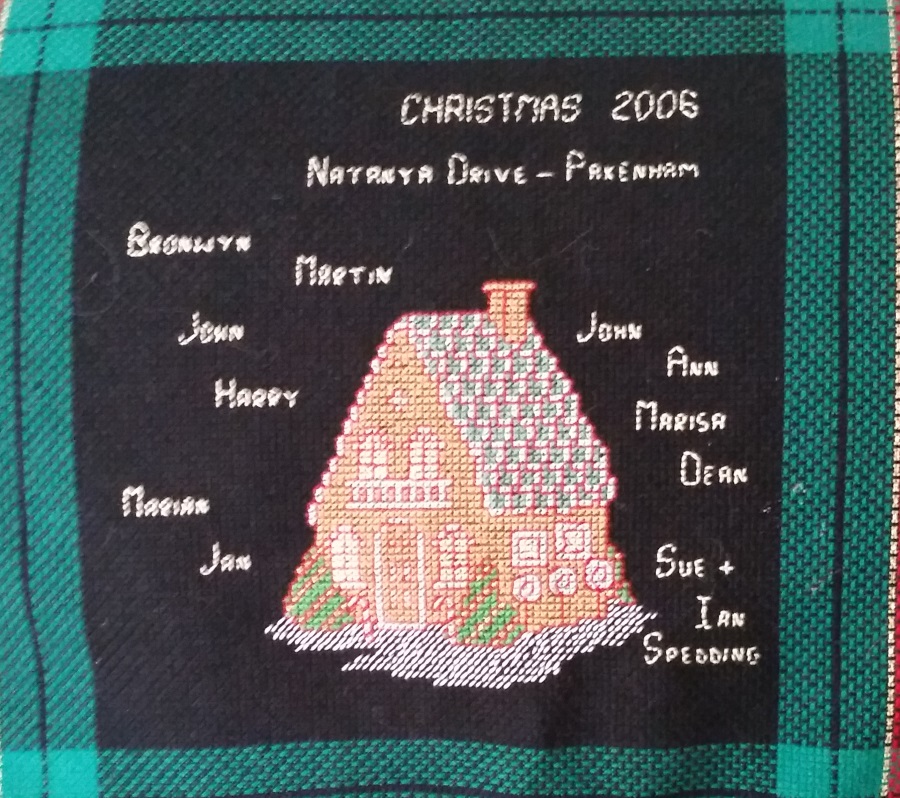 CHRISTMAS 2006
NATANYA DRIVE - PAKENHAM
BRONWYN
MARTIN
JOHN
HARRY
MARIAN
JAN
JOHN
ANN
MARISA
DEAN
SUE +
IAN
SPEDDING